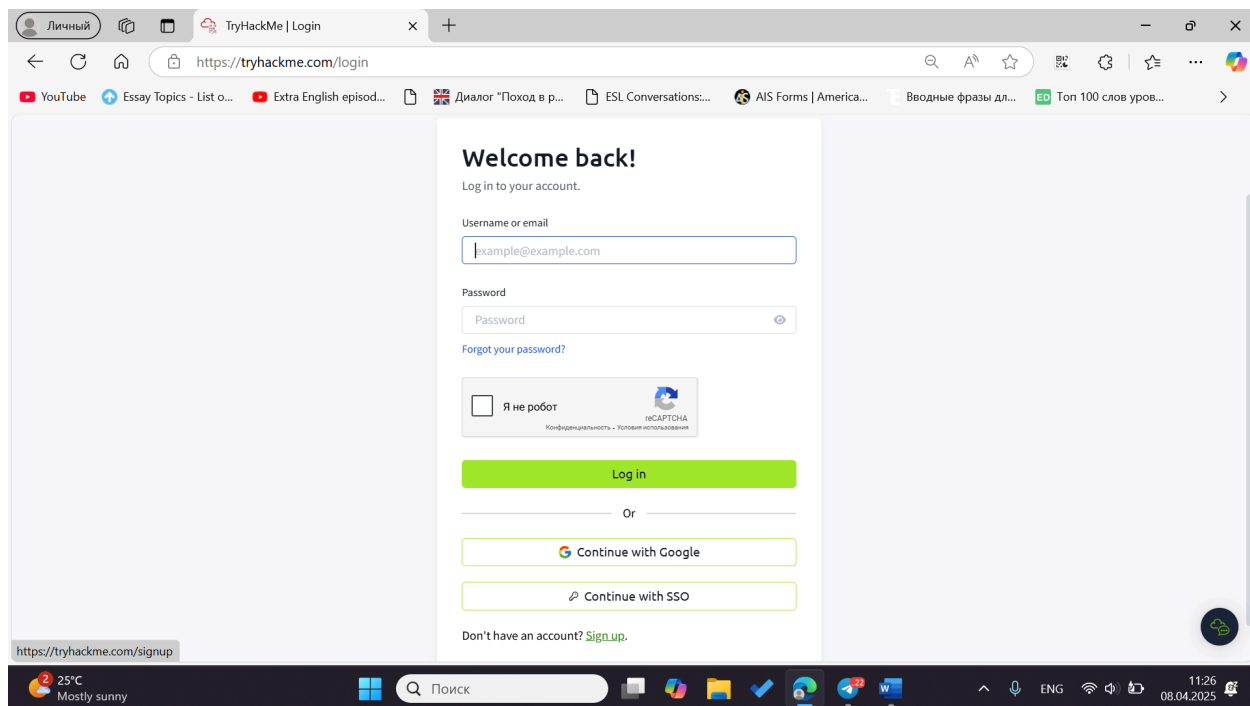 Личный
TryHackMe | Login
https://tryhackme.com/login
YouTube
Essay Topics - List o...
Extra English episod...
Диалог "Поход в р...
ESL Conversations:...
AIS Forms | America...
Вводные фразы дл...
ED Топ 100 слов уров...
Welcome back!
Log in to your account.
Username or email
example@example.com
Password
Password
Forgot your password?
Я не робот
reCAPTCHA
Конфиденциальность - Условия использования
Log in
Or
Continue with Google
Continue with SSO
Don't have an account? Sign up.
https://tryhackme.com/signup
2
25°C
Mostly sunny
Поиск
22
ENG
11:26
08.04.2025